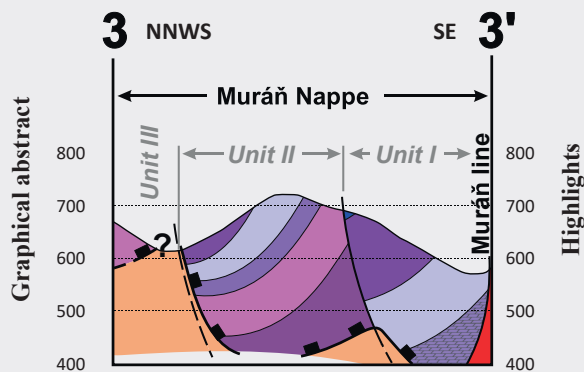 3 NNWS SE 3'
Muráň Nappe
Graphical abstract
Unit III
Unit II
Unit I
Muráň line
Highlights
800 800
700 700
?
600 600
500 500
400 400